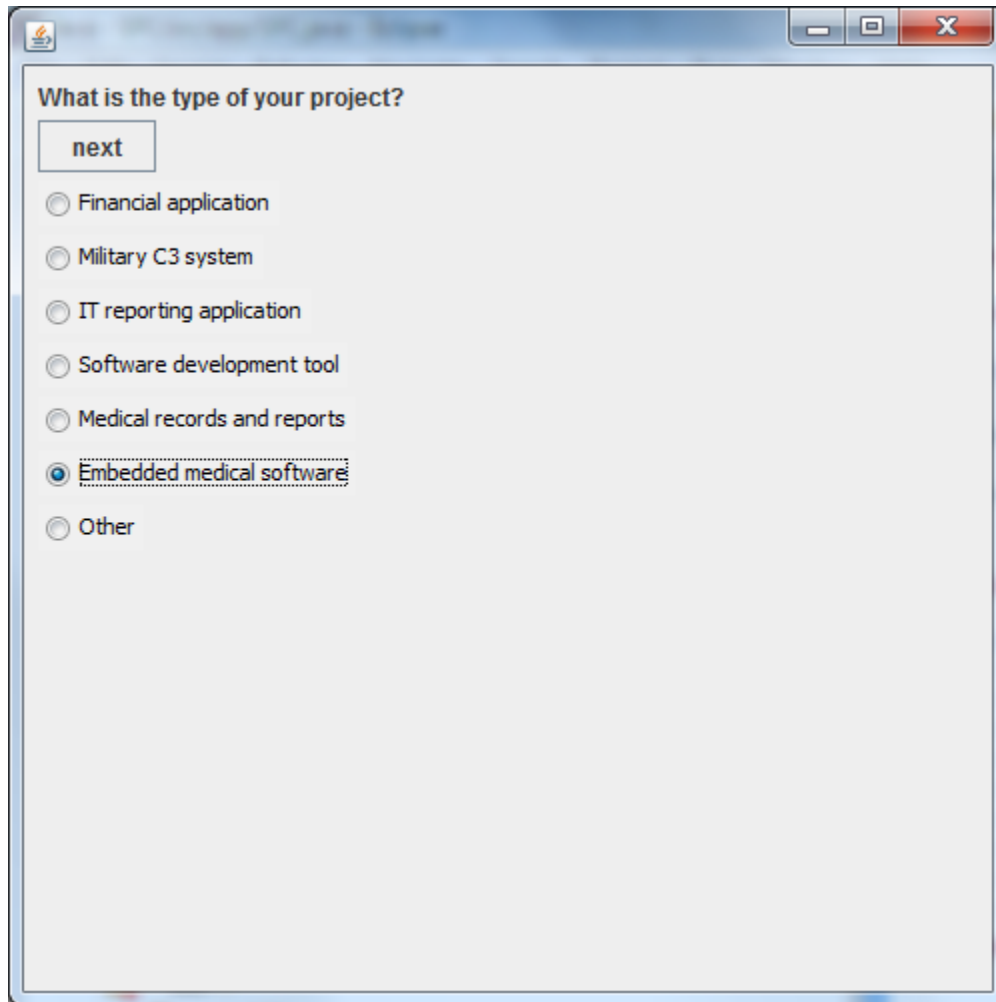 What is the type of your project?
next
Financial application
Military C3 system
IT reporting application
Software development tool
Medical records and reports
Embedded medical software
Other